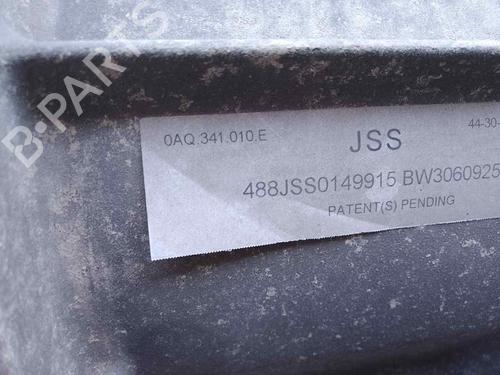 B-PARTS
0AQ.341.010.E JSS 44-30-
488JSS0149915 BW3060925
PATENT(S) PENDING